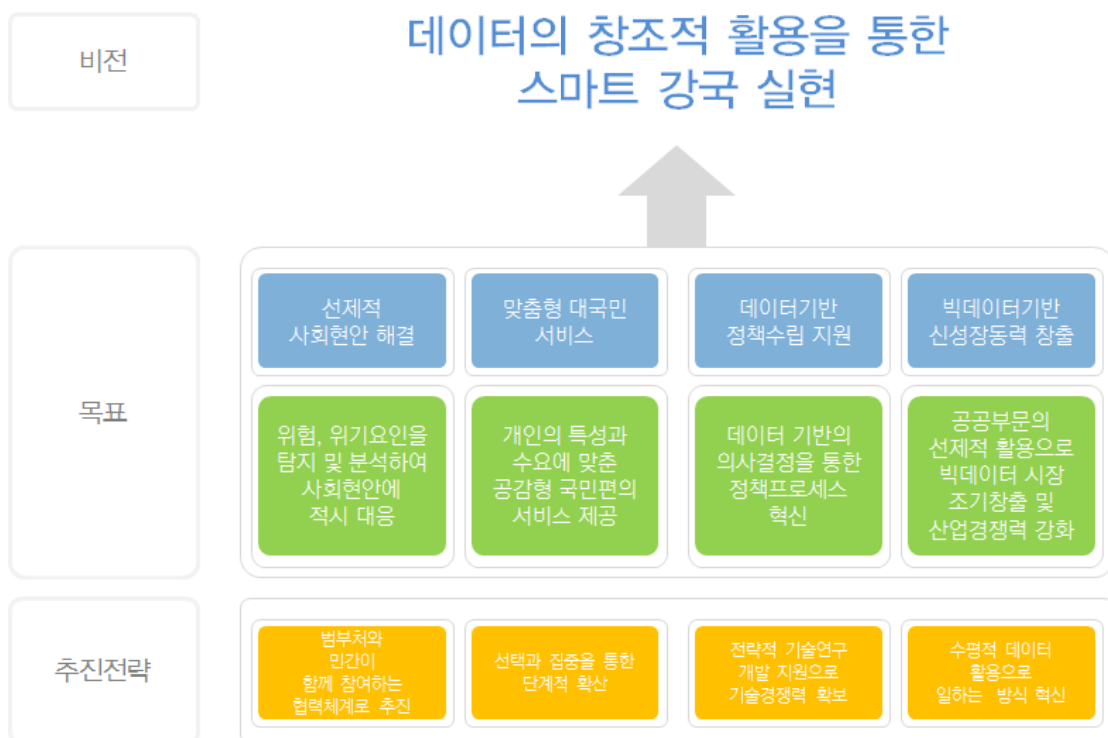 비전
데이터의 창조적 활용을 통한
스마트 강국 실현
목표
선제적
사회현안 해결
맞춤형 대국민
서비스
데이터기반
정책수립 지원
빅데이터기반
신성장동력 창출
위험, 위기요인을
탐지 및 분석하여
사회현안에
적시 대응
개인의 특성과
수요에 맞춘
공감형 국민편의
서비스 제공
데이터 기반의
의사결정을 통한
정책프로세스
혁신
공공부문의
선제적 활용으로
빅데이터 시장
조기창출 및
산업경쟁력 강화
추진전략
범부처와
민간이
함께 참여하는
협력체계로 추진
선택과 집중을 통한
단계적 확산
전략적 기술연구
개발 지원으로
기술경쟁력 확보
수평적 데이터
활용으로
일하는 방식 혁신